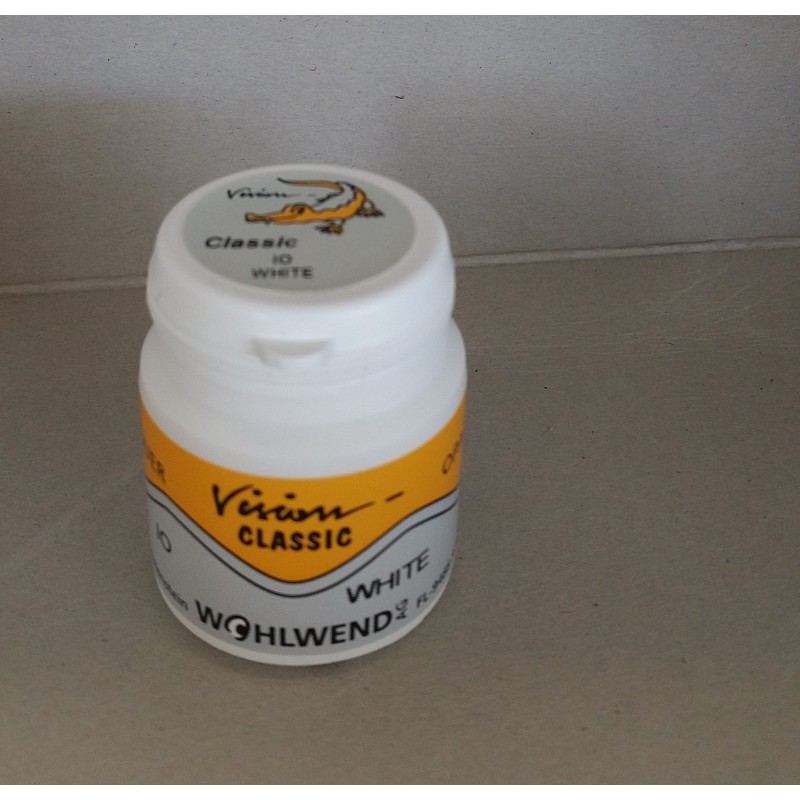 Vision -
Classic
IO
WHITE
Vision -
CLASSIC
IO
WHITE
WOHLWEND AG